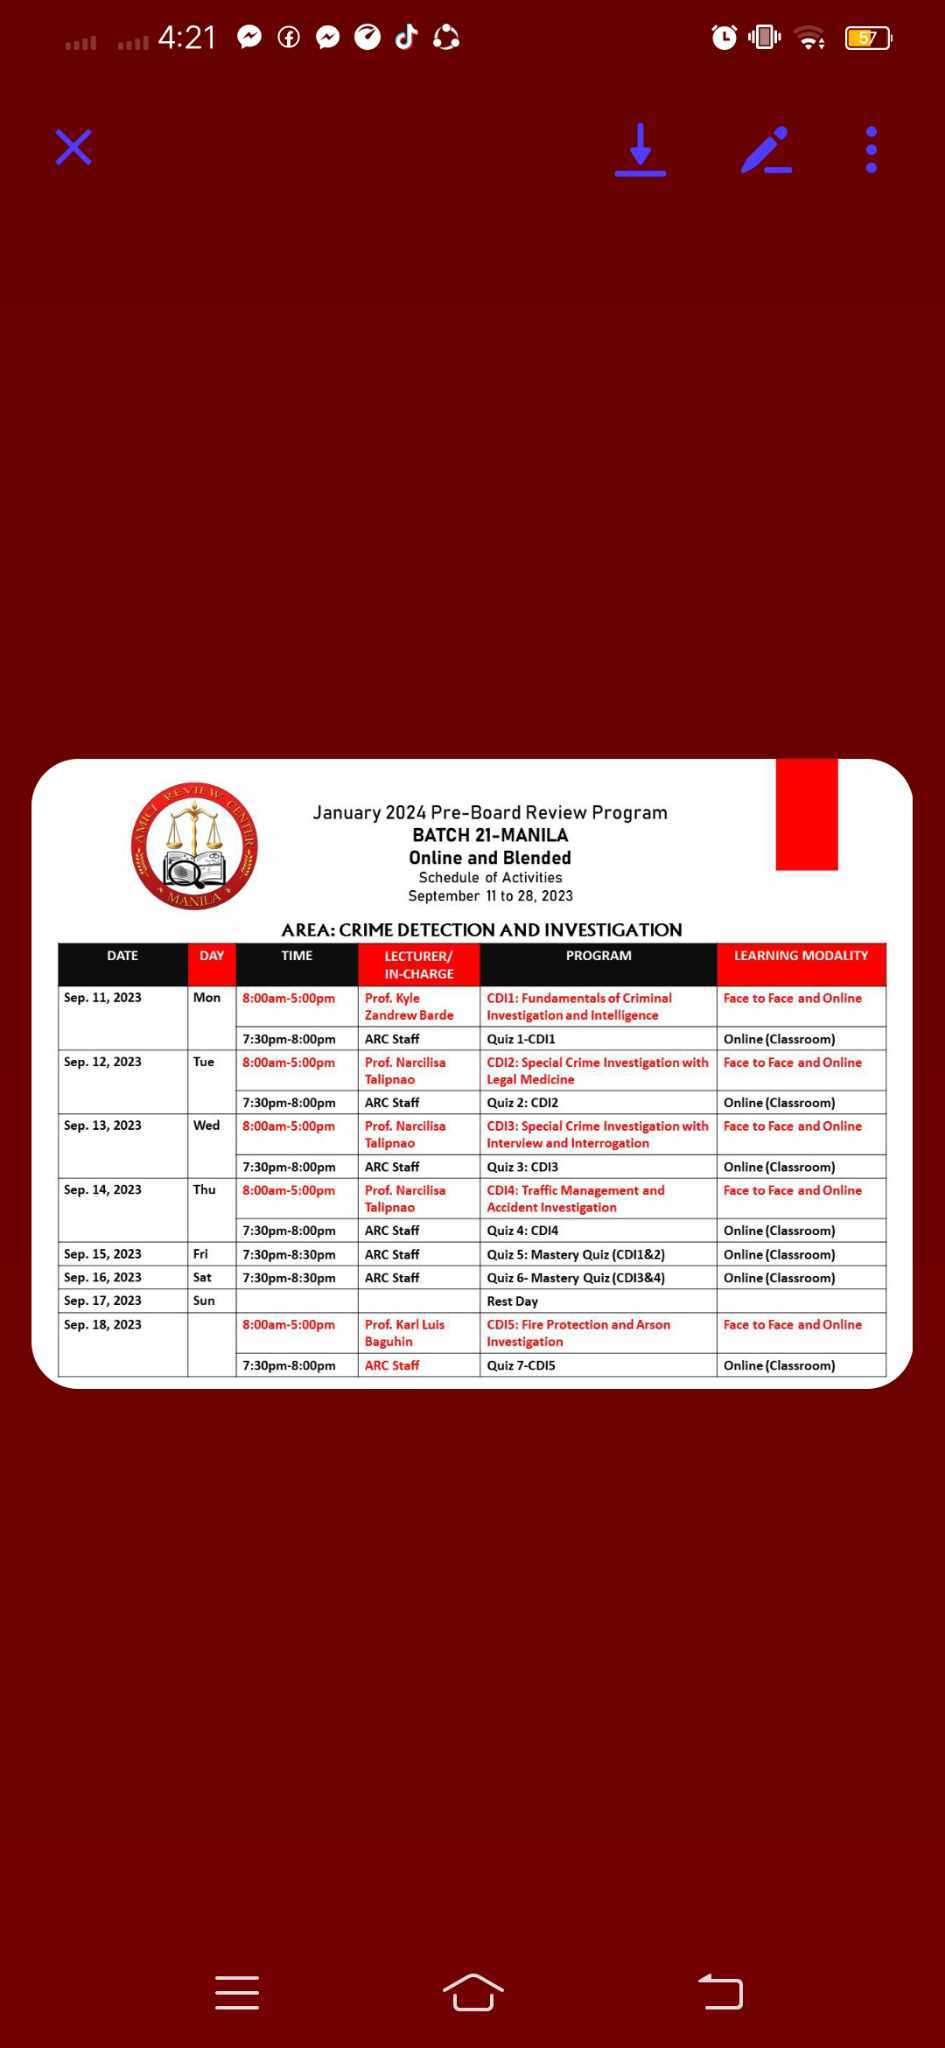 4:21
57
AMICI REVIEW CENTER
MANILA
January 2024 Pre-Board Review Program
BATCH 21-MANILA
Online and Blended
Schedule of Activities
September 11 to 28, 2023
AREA: CRIME DETECTION AND INVESTIGATION
DATE DAY TIME LECTURER/ IN-CHARGE PROGRAM LEARNING MODALITY
Sep. 11, 2023 Mon 8:00am-5:00pm Prof. Kyle Zandrew Barde CDI1: Fundamentals of Criminal Investigation and Intelligence Face to Face and Online
7:30pm-8:00pm ARC Staff Quiz 1-CDI1 Online (Classroom)
Sep. 12, 2023 Tue 8:00am-5:00pm Prof. Narcilisa Talipnao CDI2: Special Crime Investigation with Legal Medicine Face to Face and Online
7:30pm-8:00pm ARC Staff Quiz 2: CDI2 Online (Classroom)
Sep. 13, 2023 Wed 8:00am-5:00pm Prof. Narcilisa Talipnao CDI3: Special Crime Investigation with Interview and Interrogation Face to Face and Online
7:30pm-8:00pm ARC Staff Quiz 3: CDI3 Online (Classroom)
Sep. 14, 2023 Thu 8:00am-5:00pm Prof. Narcilisa Talipnao CDI4: Traffic Management and Accident Investigation Face to Face and Online
7:30pm-8:00pm ARC Staff Quiz 4: CDI4 Online (Classroom)
Sep. 15, 2023 Fri 7:30pm-8:30pm ARC Staff Quiz 5: Mastery Quiz (CDI1&2) Online (Classroom)
Sep. 16, 2023 Sat 7:30pm-8:30pm ARC Staff Quiz 6- Mastery Quiz (CDI3&4) Online (Classroom)
Sep. 17, 2023 Sun Rest Day
Sep. 18, 2023 8:00am-5:00pm Prof. Karl Luis Baguhin CDI5: Fire Protection and Arson Investigation Face to Face and Online
7:30pm-8:00pm ARC Staff Quiz 7-CDI5 Online (Classroom)